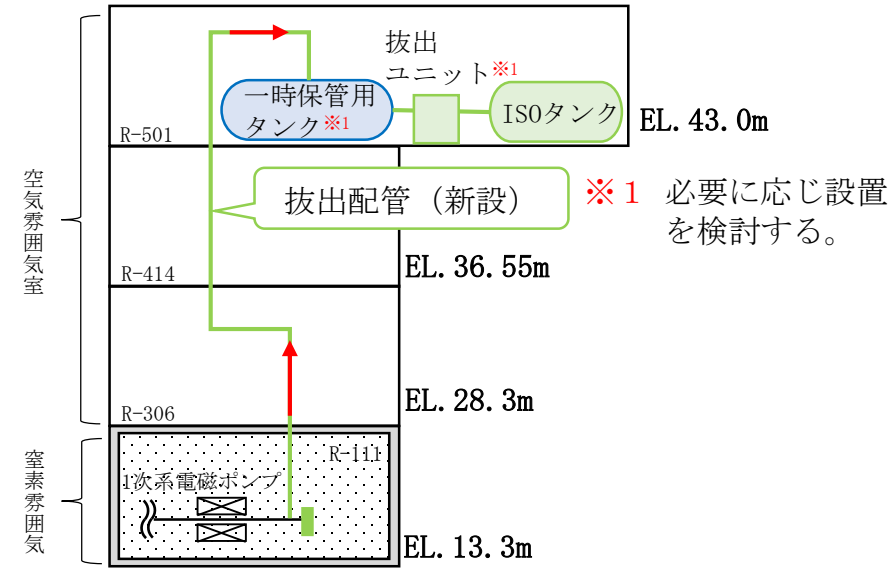 抜出
ユニット※1
一時保管用
タンク※1
ISOタンク
EL.43.0m
R-501
空気雰囲気室
抜出配管（新設）
※1 必要に応じ設置
を検討する。
R-414
EL.36.55m
R-306
EL.28.3m
窒素雰囲気
R-111
1次系電磁ポンプ
EL.13.3m